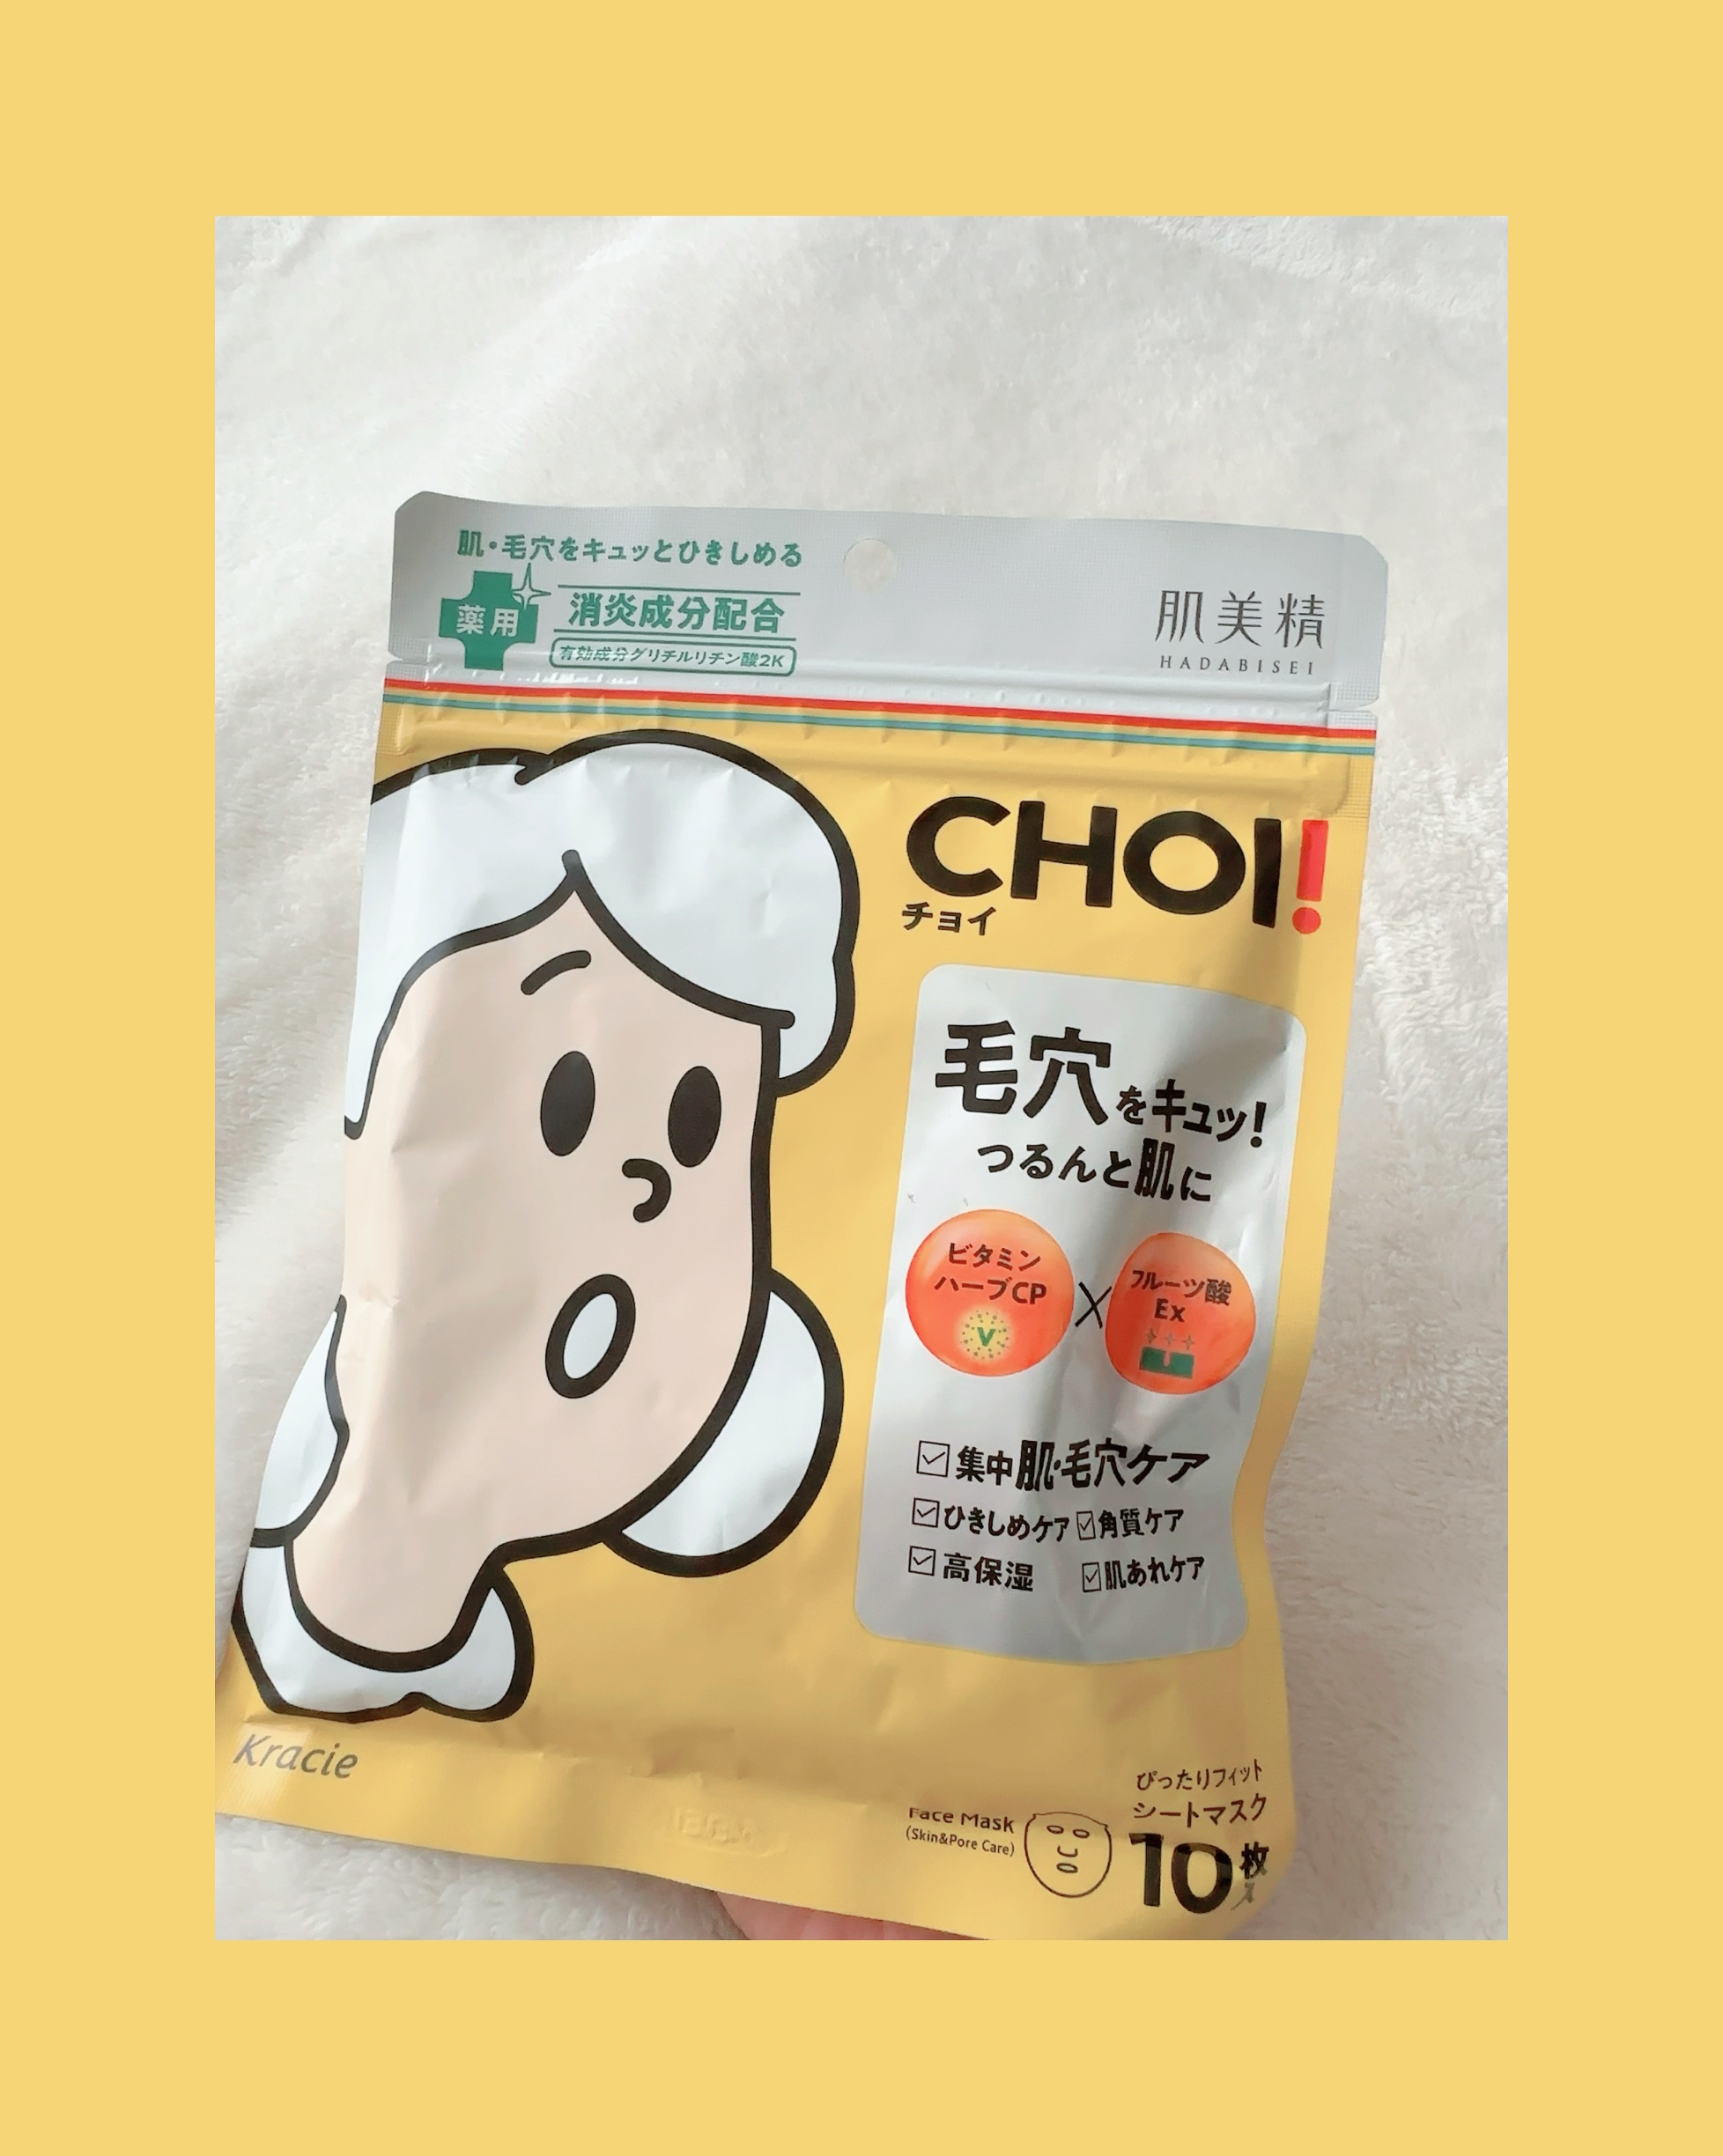 肌・毛穴をキュッとひきしめる
薬用
消炎成分配合
有効成分グリチルリチン酸2K
肌美精
HADABISEI
CHOI!
チョイ
毛穴をキュッ!
つるんと肌に
ビタミン
ハーブCP
V
×
フルーツ酸
Ex
集中肌・毛穴ケア
ひきしめケア 角質ケア
高保湿 肌あれケア
Kracie
Face Mask
(Skin&Pore Care)
ぴったりフィット
シートマスク
10枚入